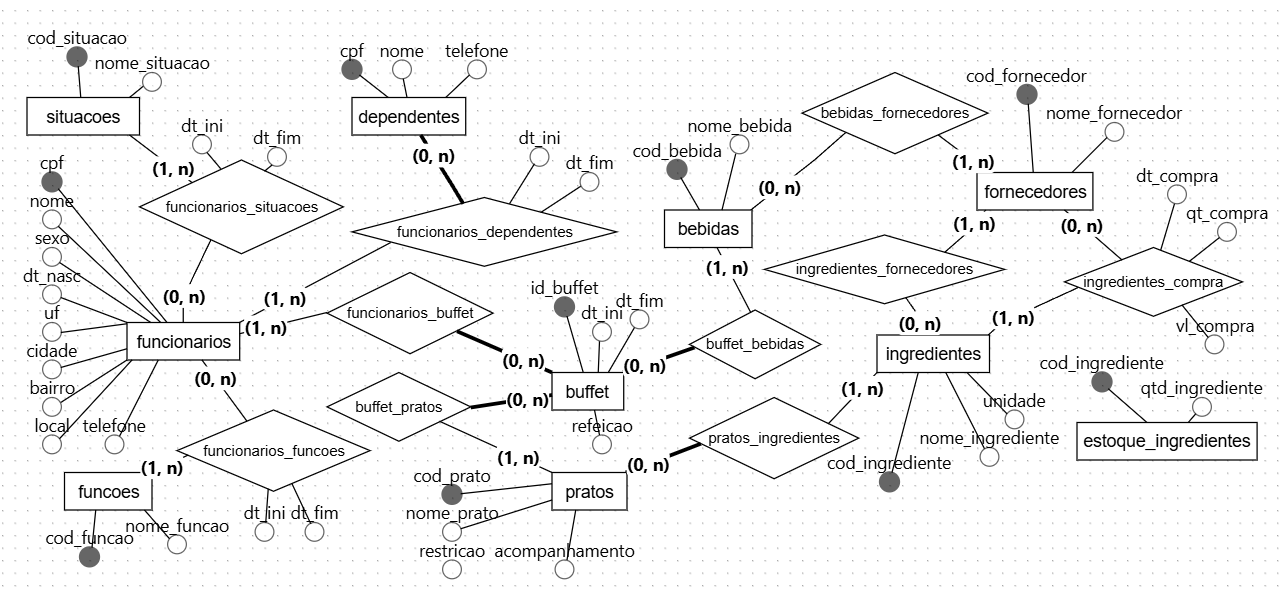 cod_situacao
nome_situacao
situacoes
cpf
nome
telefone
dependentes
(0, n)
dt_ini
dt_fim
(1, n)
funcionarios_situacoes
(0, n)
dt_ini
dt_fim
funcionarios_dependentes
(1, n)
cpf
nome
sexo
dt_nasc
uf
cidade
bairro
local
telefone
funcionarios
(1, n)
funcionarios_buffet
(0, n)
(0, n)
funcionarios_funcoes
(1, n)
dt_ini
dt_fim
funcoes
cod_funcao
nome_funcao
id_buffet
dt_ini
dt_fim
buffet
refeicao
(0, n)
buffet_pratos
(1, n)
cod_prato
nome_prato
restricao
acompanhamento
pratos
(0, n)
pratos_ingredientes
(1, n)
(0, n)
buffet_bebidas
(1, n)
cod_bebida
nome_bebida
bebidas
(0, n)
bebidas_fornecedores
(1, n)
cod_fornecedor
nome_fornecedor
fornecedores
(1, n)
ingredientes_fornecedores
(0, n)
(0, n)
dt_compra
qt_compra
ingredientes_compra
vl_compra
(1, n)
ingredientes
unidade
nome_ingrediente
cod_ingrediente
cod_ingrediente
qtd_ingrediente
estoque_ingredientes